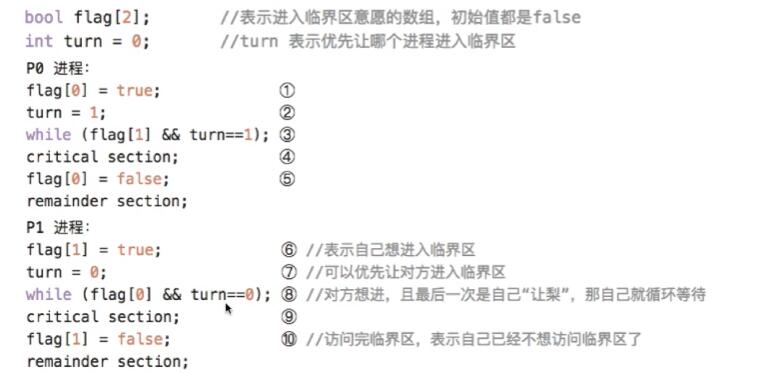 bool flag[2]; //表示进入临界区意愿的数组，初始值都是false
int turn = 0; //turn 表示优先让哪个进程进入临界区
P0 进程：
flag[0] = true; ①
turn = 1; ②
while (flag[1] && turn==1); ③
critical section; ④
flag[0] = false; ⑤
remainder section;
P1 进程：
flag[1] = true; ⑥ //表示自己想进入临界区
turn = 0; ⑦ //可以优先让对方进入临界区
while (flag[0] && turn==0); ⑧ //对方想进，且最后一次是自己“让梨”，那自己就循环等待
critical section; ⑨
flag[1] = false; ⑩ //访问完临界区，表示自己已经不想访问临界区了
remainder section;